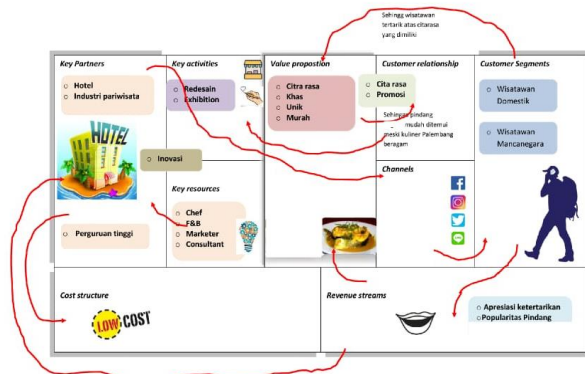 Sehingg wisatawan
tertarik atas citarasa
yang dimiliki
Key Partners
Hotel
Industri pariwisata
HOTEL
Inovasi
Perguruan tinggi
Key activities
Redesain
Exhibition
Key resources
Chef
F&B
Marketer
Consultant
Value propostion
Citra rasa
Khas
Unik
Murah
Customer relationship
Cita rasa
Promosi
Sehingga pindang
mudah ditemui
meski kuliner Palembang
beragam
Channels
Customer Segments
Wisatawan
Domestik
Wisatawan
Mancanegara
Cost structure
LOW COST
Revenue streams
Apresiasi ketertarikan
Popularitas Pindang